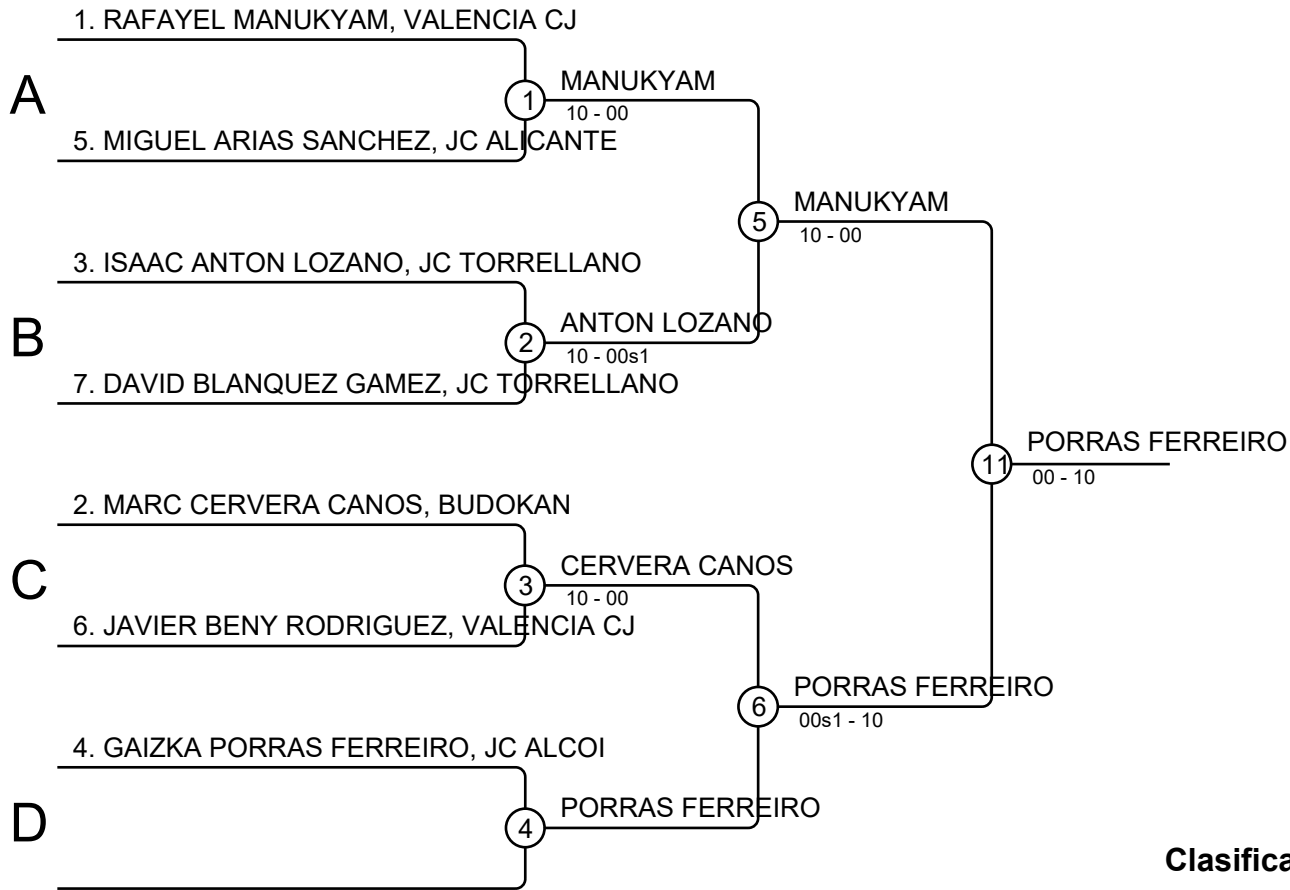 1. RAFAYEL MANUKYAM, VALENCIA CJ
A
1
MANUKYAM
10 - 00
5. MIGUEL ARIAS SANCHEZ, JC ALICANTE
5
MANUKYAM
10 - 00
3. ISAAC ANTON LOZANO, JC TORRELLANO
B
2
ANTON LOZANO
10 - 00s1
7. DAVID BLANQUEZ GAMEZ, JC TORRELLANO
11
PORRAS FERREIRO
00 - 10
2. MARC CERVERA CANOS, BUDOKAN
C
3
CERVERA CANOS
10 - 00
6. JAVIER BENY RODRIGUEZ, VALENCIA CJ
6
PORRAS FERREIRO
00s1 - 10
4. GAIZKA PORRAS FERREIRO, JC ALCOI
D
4
PORRAS FERREIRO
Clasifica